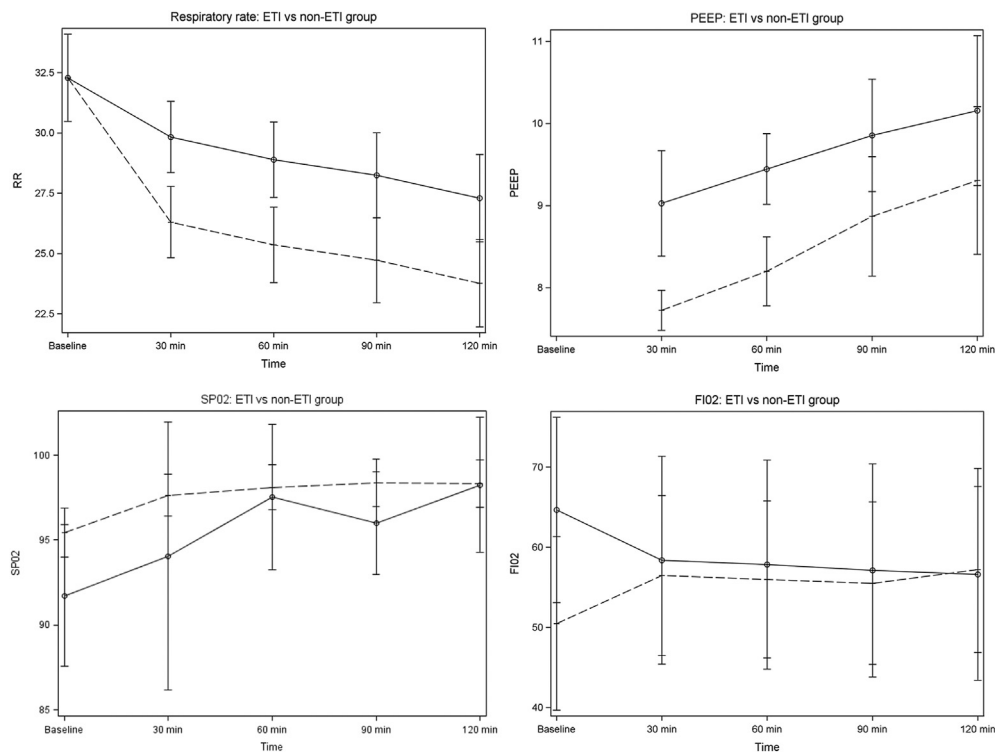 Respiratory rate: ETI vs non-ETI group
32.5
30.0
27.5
25.0
22.5
RR
Baseline 30 min 60 min 90 min 120 min
Time
PEEP: ETI vs non-ETI group
11
10
9
8
PEEP
Baseline 30 min 60 min 90 min 120 min
Time
SP02: ETI vs non-ETI group
100
95
90
85
SP02
Baseline 30 min 60 min 90 min 120 min
Time
FI02: ETI vs non-ETI group
70
60
50
40
FI02
Baseline 30 min 60 min 90 min 120 min
Time